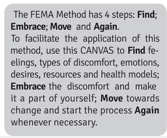 The FEMA Method has 4 steps: Find;
Embrace; Move and Again.
To facilitate the application of this
method, use this CANVAS to Find fe-
elings, types of discomfort, emotions,
desires, resources and health models;
Embrace the discomfort and make
it a part of yourself; Move towards
change and start the process Again
whenever necessary.